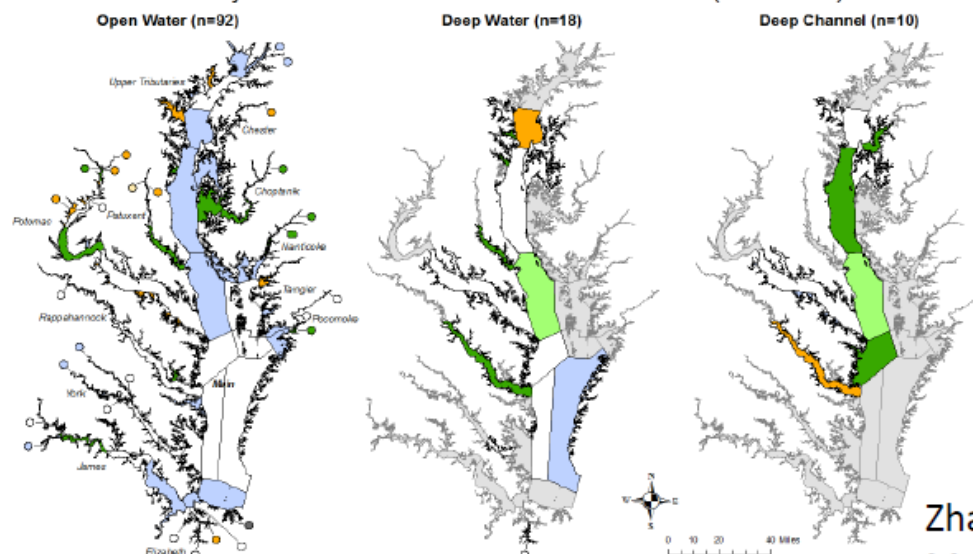 Open Water (n=92)
Deep Water (n=18)
Deep Channel (n=10)
Upper Tributaries
Chester
Choptank
Potomac
Patuxent
Nanticoke
Tangier
Rappahannock
Pocomoke
Main
York
James
Elizabeth
N
W E
S
0 10 20 40 Miles
Zha